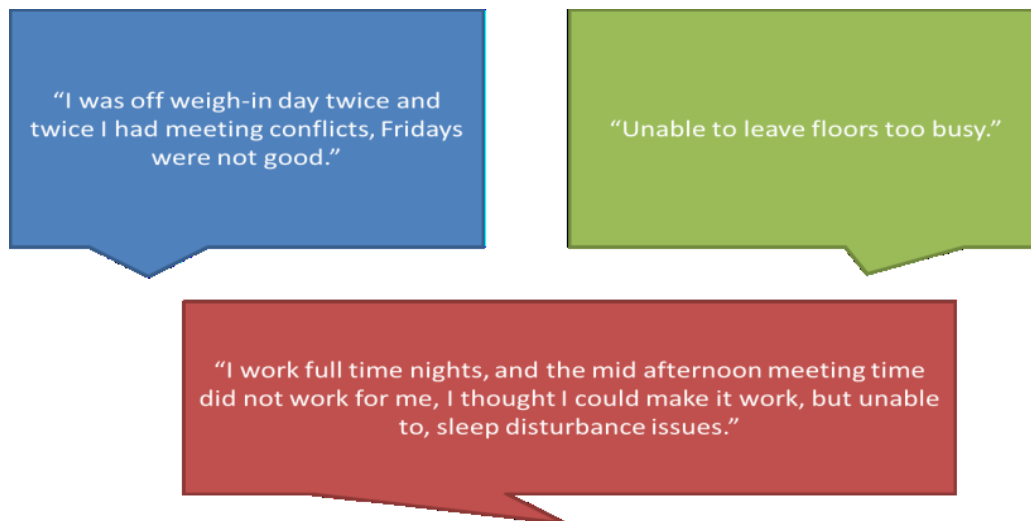 “I was off weigh-in day twice and
twice I had meeting conflicts, Fridays
were not good.”
“Unable to leave floors too busy.”
“I work full time nights, and the mid afternoon meeting time
did not work for me, I thought I could make it work, but unable
to, sleep disturbance issues.”